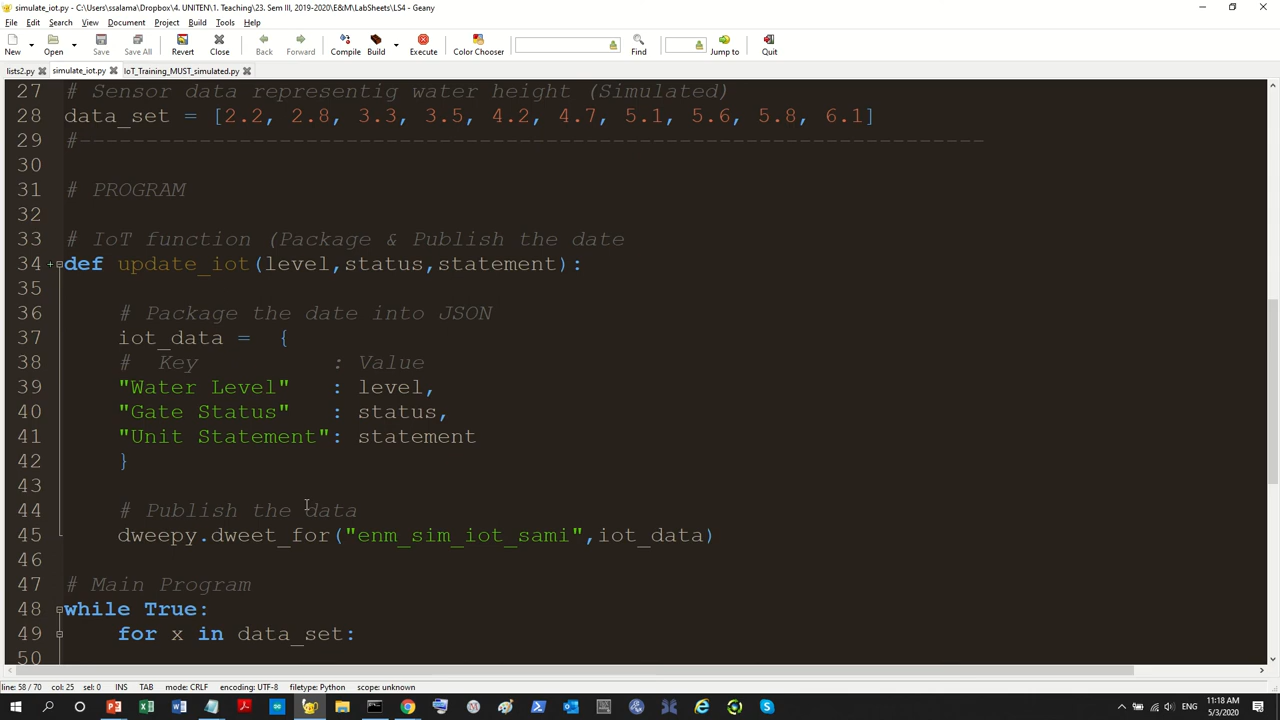 simulate_iot.py - C:\Users\ssalama\Dropbox\4. UNITEN\1. Teaching\23. Sem III, 2019-2020\E&M\LabSheets\LS4 - Geany
File Edit Search View Document Project Build Tools Help
New Open Save Save All Revert Close Back Forward Compile Build Execute Color Chooser Find Jump to Quit
lists2.py simulate_iot.py IoT_Training_MUST_simulated.py
27 # Sensor data representig water height (Simulated)
28 data_set = [2.2, 2.8, 3.3, 3.5, 4.2, 4.7, 5.1, 5.6, 5.8, 6.1]
29 #--------------------------------------------------------------------
30
31 # PROGRAM
32
33 # IoT function (Package & Publish the date
34 def update_iot(level,status,statement):
35
36 # Package the date into JSON
37 iot_data = {
38 # Key : Value
39 "Water Level" : level,
40 "Gate Status" : status,
41 "Unit Statement": statement
42 }
43
44 # Publish the data
45 dweepy.dweet_for("enm_sim_iot_sami",iot_data)
46
47 # Main Program
48 while True:
49 for x in data_set:
50
line: 58 / 70 col: 25 sel: 0 INS TAB mode: CRLF encoding: UTF-8 filetype: Python scope: unknown
ENG 11:18 AM
5/3/2020